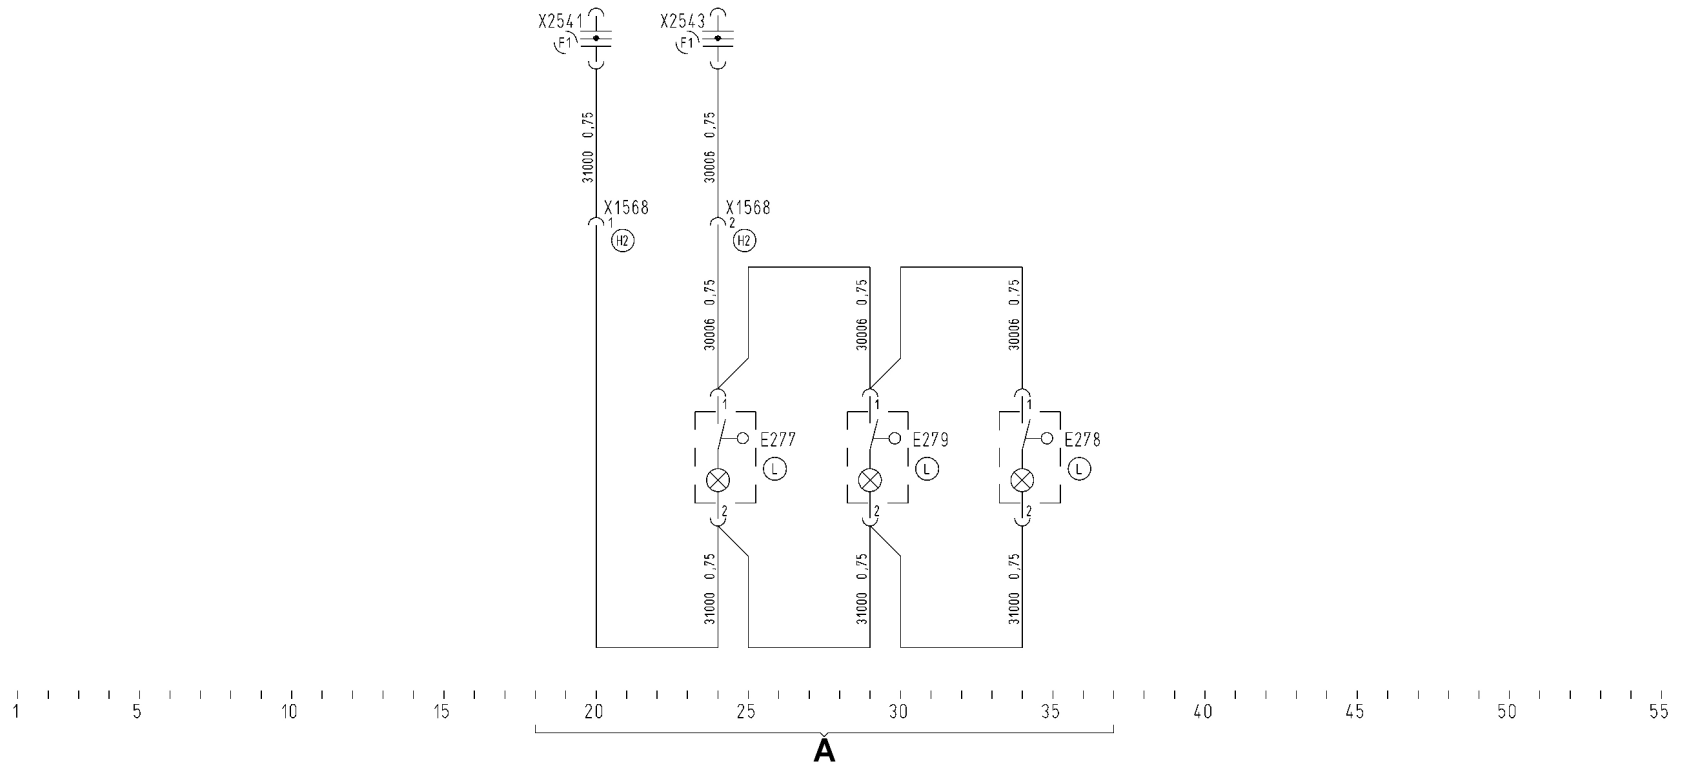 X2541 X2543
F1 F1
31000 0,75 30006 0,75
X1568 X1568
1 2
H2 H2
30006 0,75 30006 0,75 30006 0,75
1 1 1
E277 E279 E278
L L L
2 2 2
31000 0,75 31000 0,75 31000 0,75
1 5 10 15 20 25 30 35 40 45 50 55
A